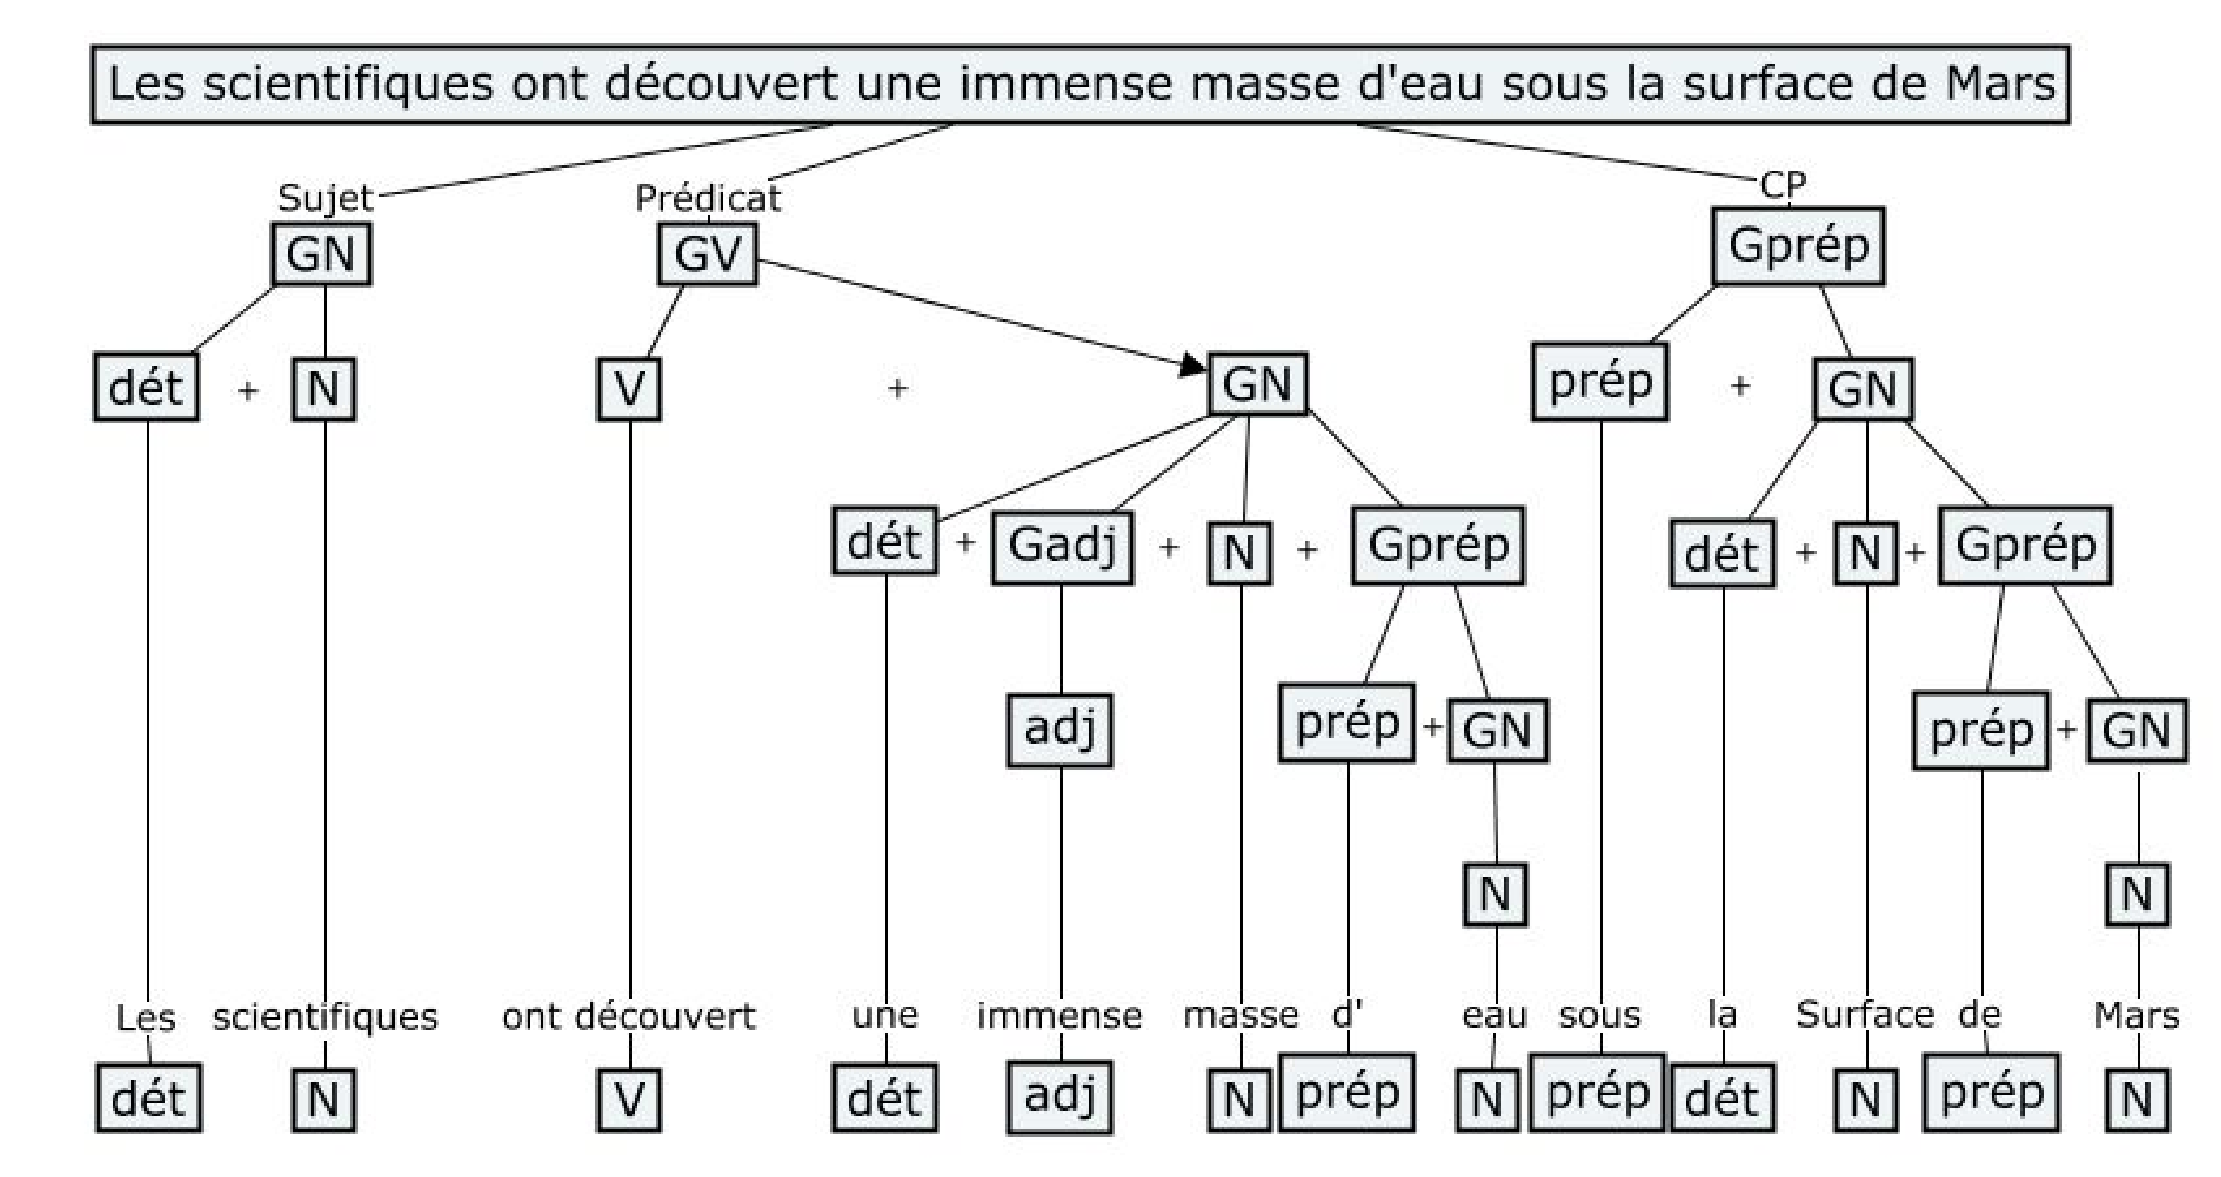 Les scientifiques ont découvert une immense masse d'eau sous la surface de Mars
Sujet Prédicat CP
GN GV Gprép
dét + N V + GN prép + GN
dét + Gadj + N + Gprép dét + N + Gprép
adj prép + GN prép + GN
N N
Les scientifiques ont découvert une immense masse d' eau sous la Surface de Mars
dét N V dét adj N prép N prép dét N prép N